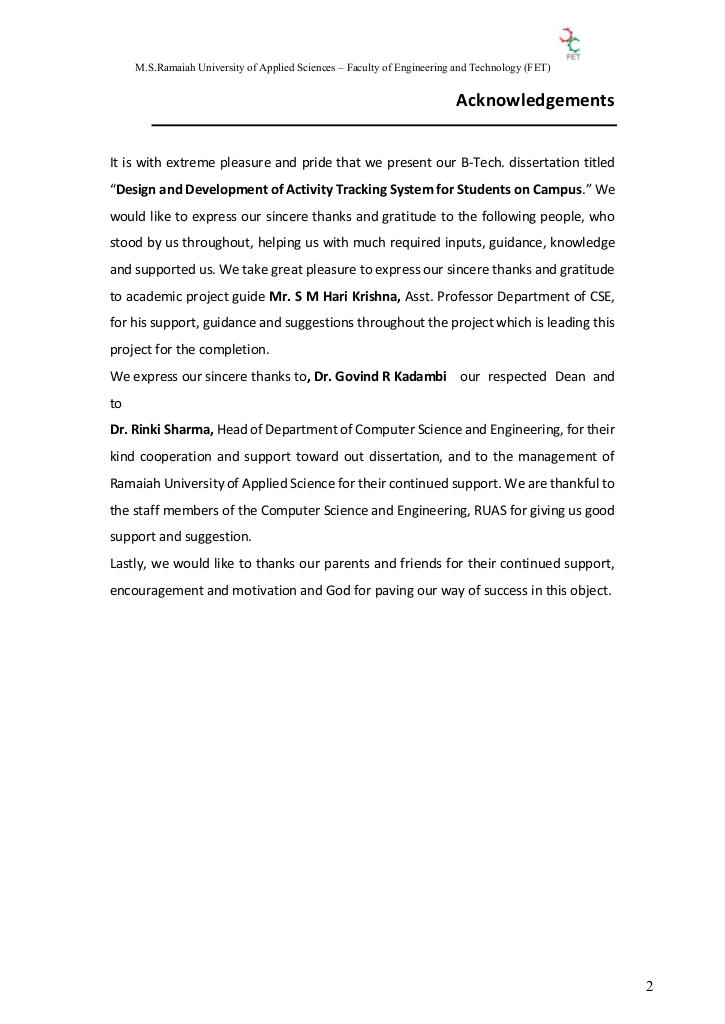 FET
M.S.Ramaiah University of Applied Sciences – Faculty of Engineering and Technology (FET)
Acknowledgements
It is with extreme pleasure and pride that we present our B-Tech. dissertation titled
“Design and Development of Activity Tracking System for Students on Campus.” We
would like to express our sincere thanks and gratitude to the following people, who
stood by us throughout, helping us with much required inputs, guidance, knowledge
and supported us. We take great pleasure to express our sincere thanks and gratitude
to academic project guide Mr. S M Hari Krishna, Asst. Professor Department of CSE,
for his support, guidance and suggestions throughout the project which is leading this
project for the completion.
We express our sincere thanks to, Dr. Govind R Kadambi our respected Dean and
to
Dr. Rinki Sharma, Head of Department of Computer Science and Engineering, for their
kind cooperation and support toward out dissertation, and to the management of
Ramaiah University of Applied Science for their continued support. We are thankful to
the staff members of the Computer Science and Engineering, RUAS for giving us good
support and suggestion.
Lastly, we would like to thanks our parents and friends for their continued support,
encouragement and motivation and God for paving our way of success in this object.
2